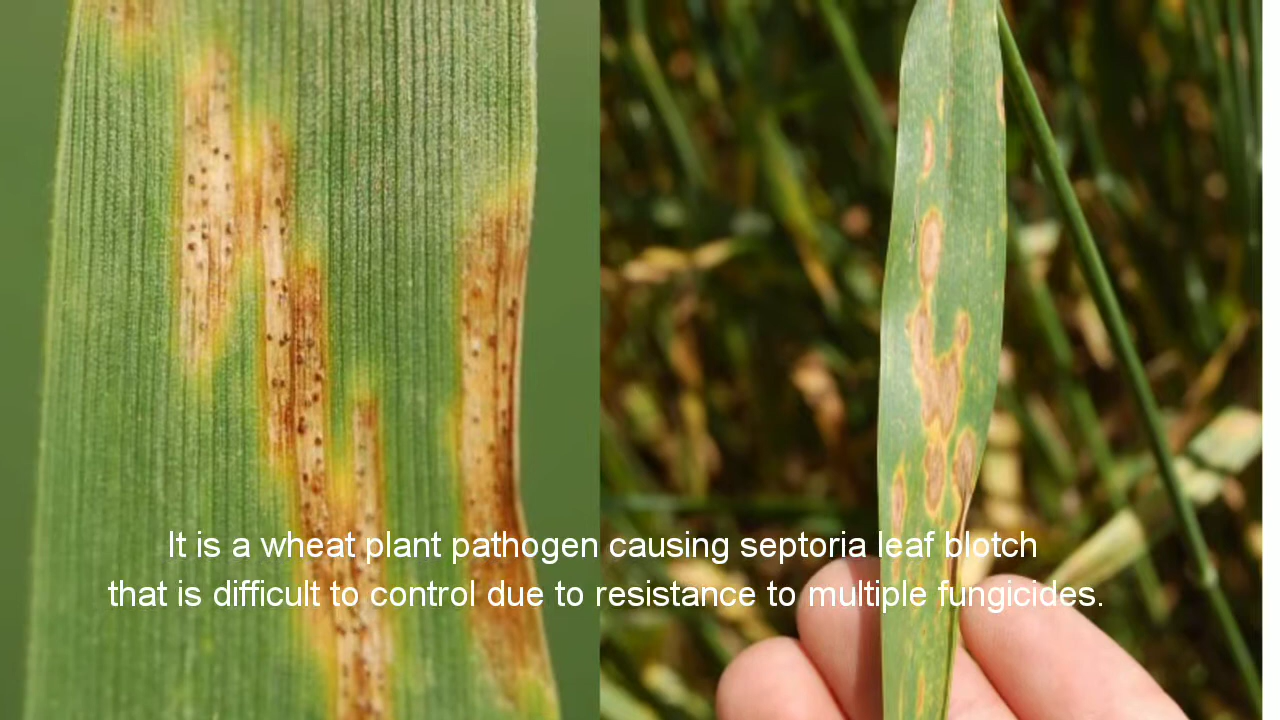 It is a wheat plant pathogen causing septoria leaf blotch
that is difficult to control due to resistance to multiple fungicides.